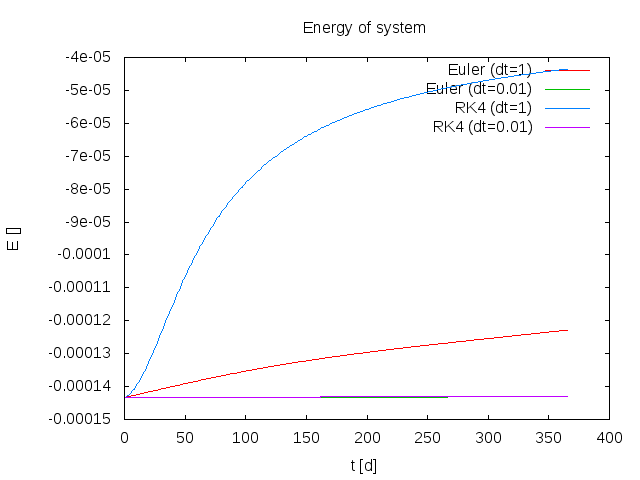 Energy of system
-4e-05
-5e-05
-6e-05
-7e-05
-8e-05
-9e-05
-0.0001
-0.00011
-0.00012
-0.00013
-0.00014
-0.00015
0
50
100
150
200
250
300
350
400
E []
t [d]
Euler (dt=1)
Euler (dt=0.01)
RK4 (dt=1)
RK4 (dt=0.01)